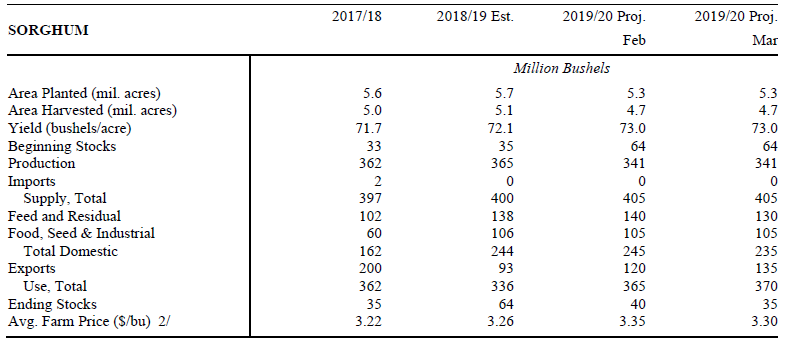 SORGHUM 2017/18 2018/19 Est. 2019/20 Proj. 2019/20 Proj.
Feb Mar
Million Bushels
Area Planted (mil. acres) 5.6 5.7 5.3 5.3
Area Harvested (mil. acres) 5.0 5.1 4.7 4.7
Yield (bushels/acre) 71.7 72.1 73.0 73.0
Beginning Stocks 33 35 64 64
Production 362 365 341 341
Imports 2 0 0 0
Supply, Total 397 400 405 405
Feed and Residual 102 138 140 130
Food, Seed & Industrial 60 106 105 105
Total Domestic 162 244 245 235
Exports 200 93 120 135
Use, Total 362 336 365 370
Ending Stocks 35 64 40 35
Avg. Farm Price ($/bu) 2/ 3.22 3.26 3.35 3.30